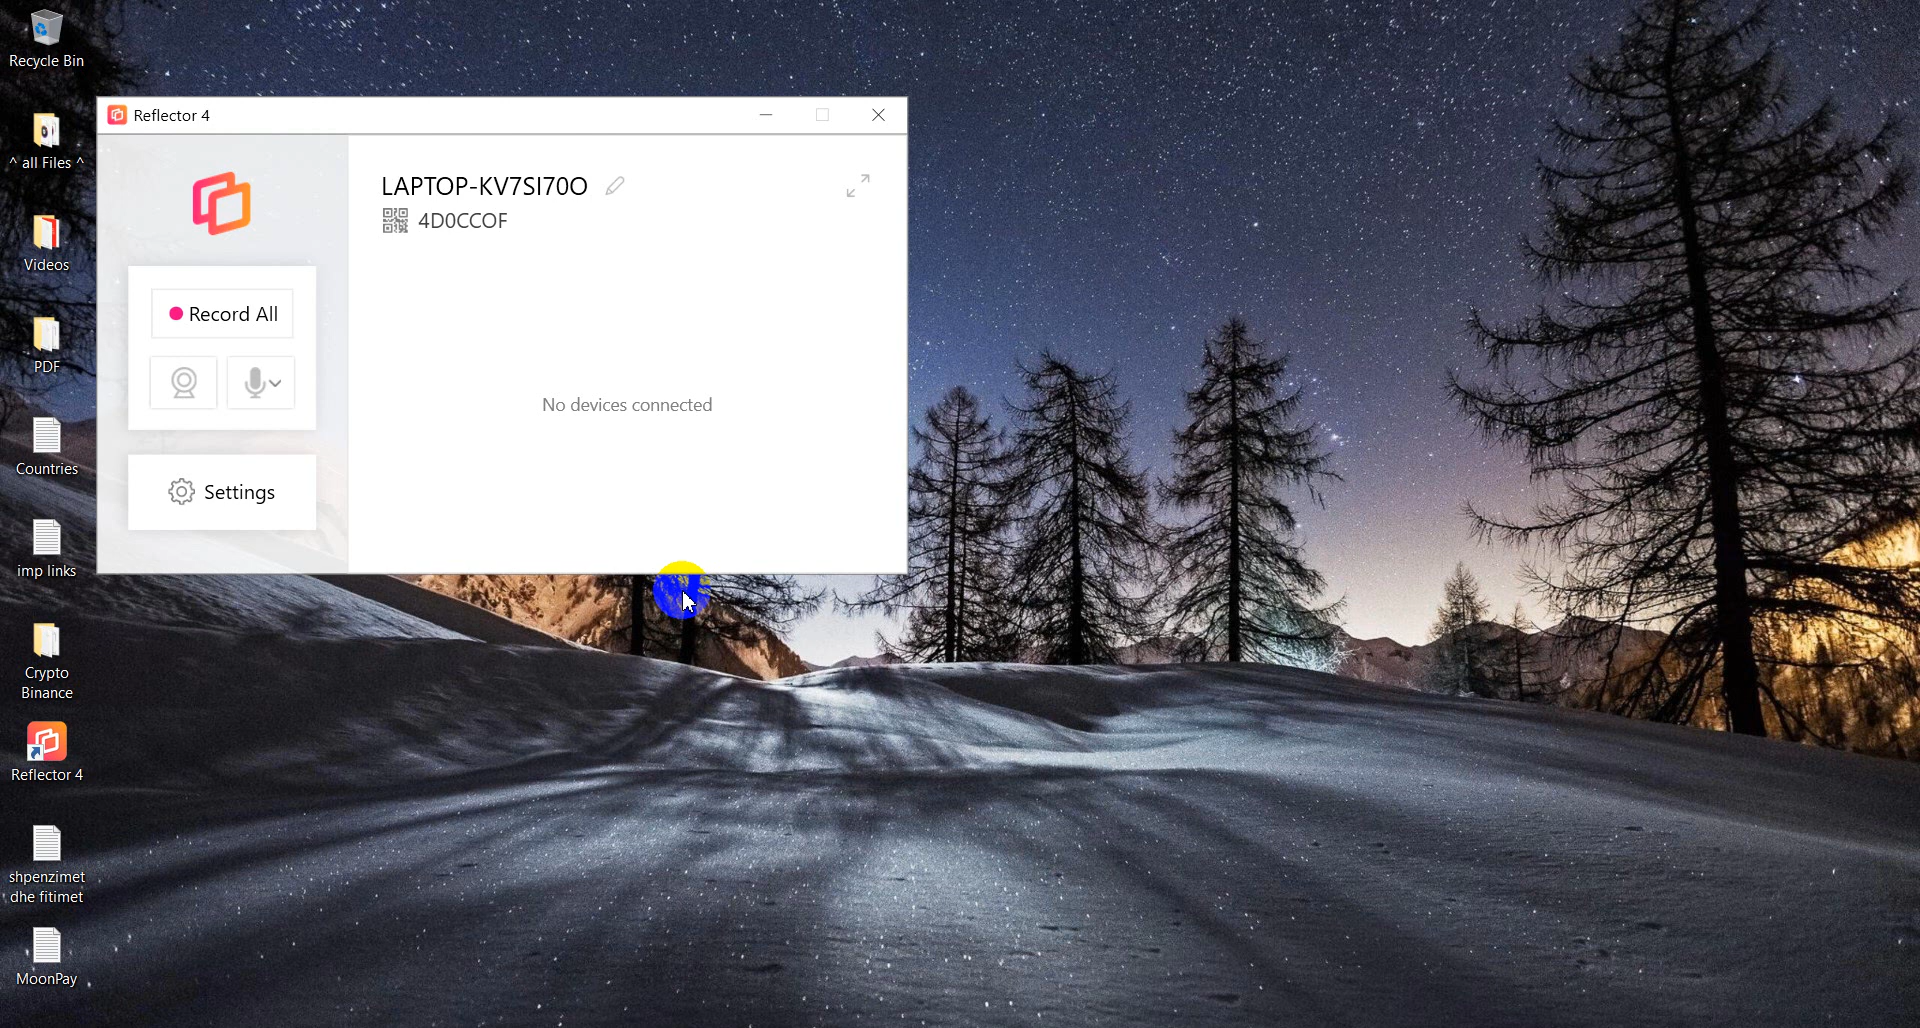 Recycle Bin
^ all Files ^
Videos
PDF
Countries
imp links
Crypto
Binance
Reflector 4
shpenzimet
dhe fitimet
MoonPay
Reflector 4
LAPTOP-KV7SI70O
4D0CCOF
Record All
No devices connected
Settings